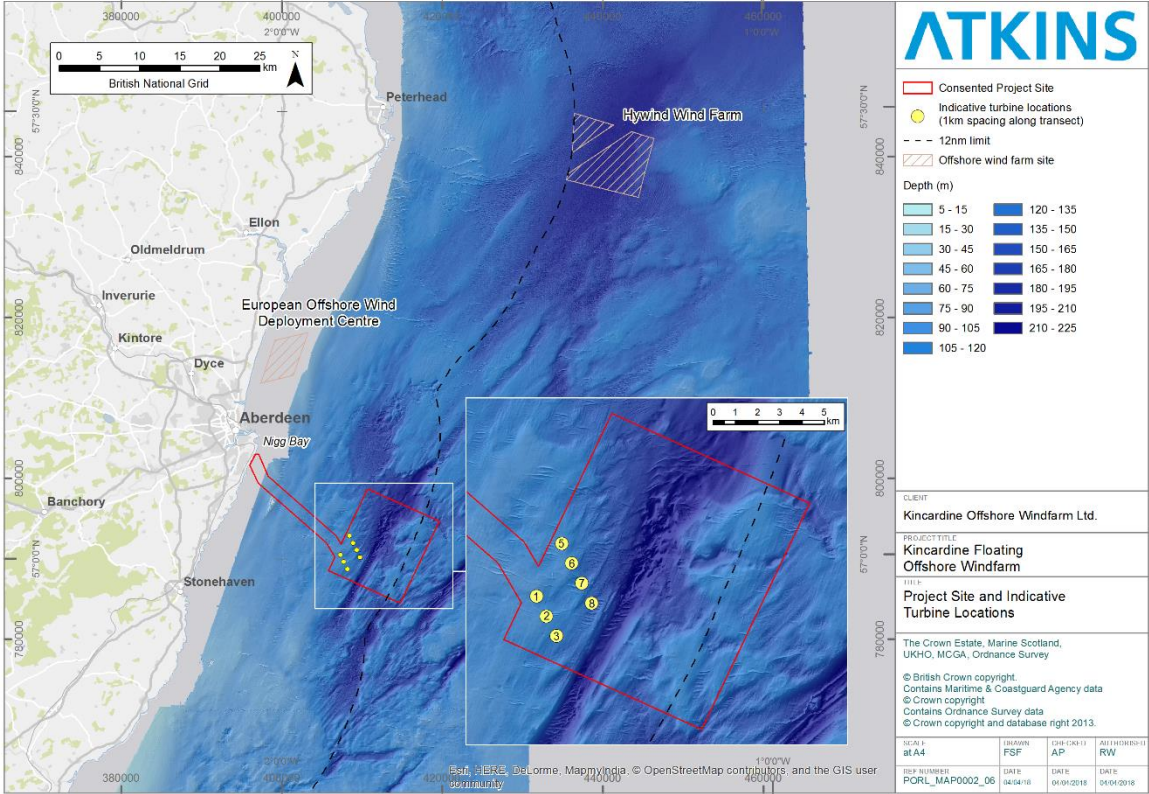 380000
400000
420000
440000
460000
2°0'0"W
1°0'0"W
0 5 10 15 20 25
km
British National Grid
N
57°30'0"N
840000
820000
800000
57°0'0"N
780000
Peterhead
Hywind Wind Farm
Ellon
Oldmeldrum
European Offshore Wind
Deployment Centre
Inverurie
Kintore
Dyce
Aberdeen
Nigg Bay
Banchory
Stonehaven
0 1 2 3 4 5
km
5
6
7
8
1
2
3
57°30'0"N
840000
820000
800000
57°0'0"N
780000
380000
420000
440000
460000
1°0'0"W
Esri, HERE, DeLorme, MapmyIndia, © OpenStreetMap contributors, and the GIS user
community
ATKINS
Consented Project Site
Indicative turbine locations
(1km spacing along transect)
12nm limit
Offshore wind farm site
Depth (m)
5 - 15
15 - 30
30 - 45
45 - 60
60 - 75
75 - 90
90 - 105
105 - 120
120 - 135
135 - 150
150 - 165
165 - 180
180 - 195
195 - 210
210 - 225
CLIENT
Kincardine Offshore Windfarm Ltd.
PROJECT TITLE
Kincardine Floating
Offshore Windfarm
TITLE
Project Site and Indicative
Turbine Locations
The Crown Estate, Marine Scotland,
UKHO, MCGA, Ordnance Survey
© British Crown copyright.
Contains Maritime & Coastguard Agency data
© Crown copyright
Contains Ordnance Survey data
© Crown copyright and database right 2013.
SCALE
at A4
DRAWN
FSF
CHECKED
AP
AUTHORISED
RW
REF NUMBER
PORL_MAP0002_06
DATE
DATE
04/04/2018
DATE
04/04/2018